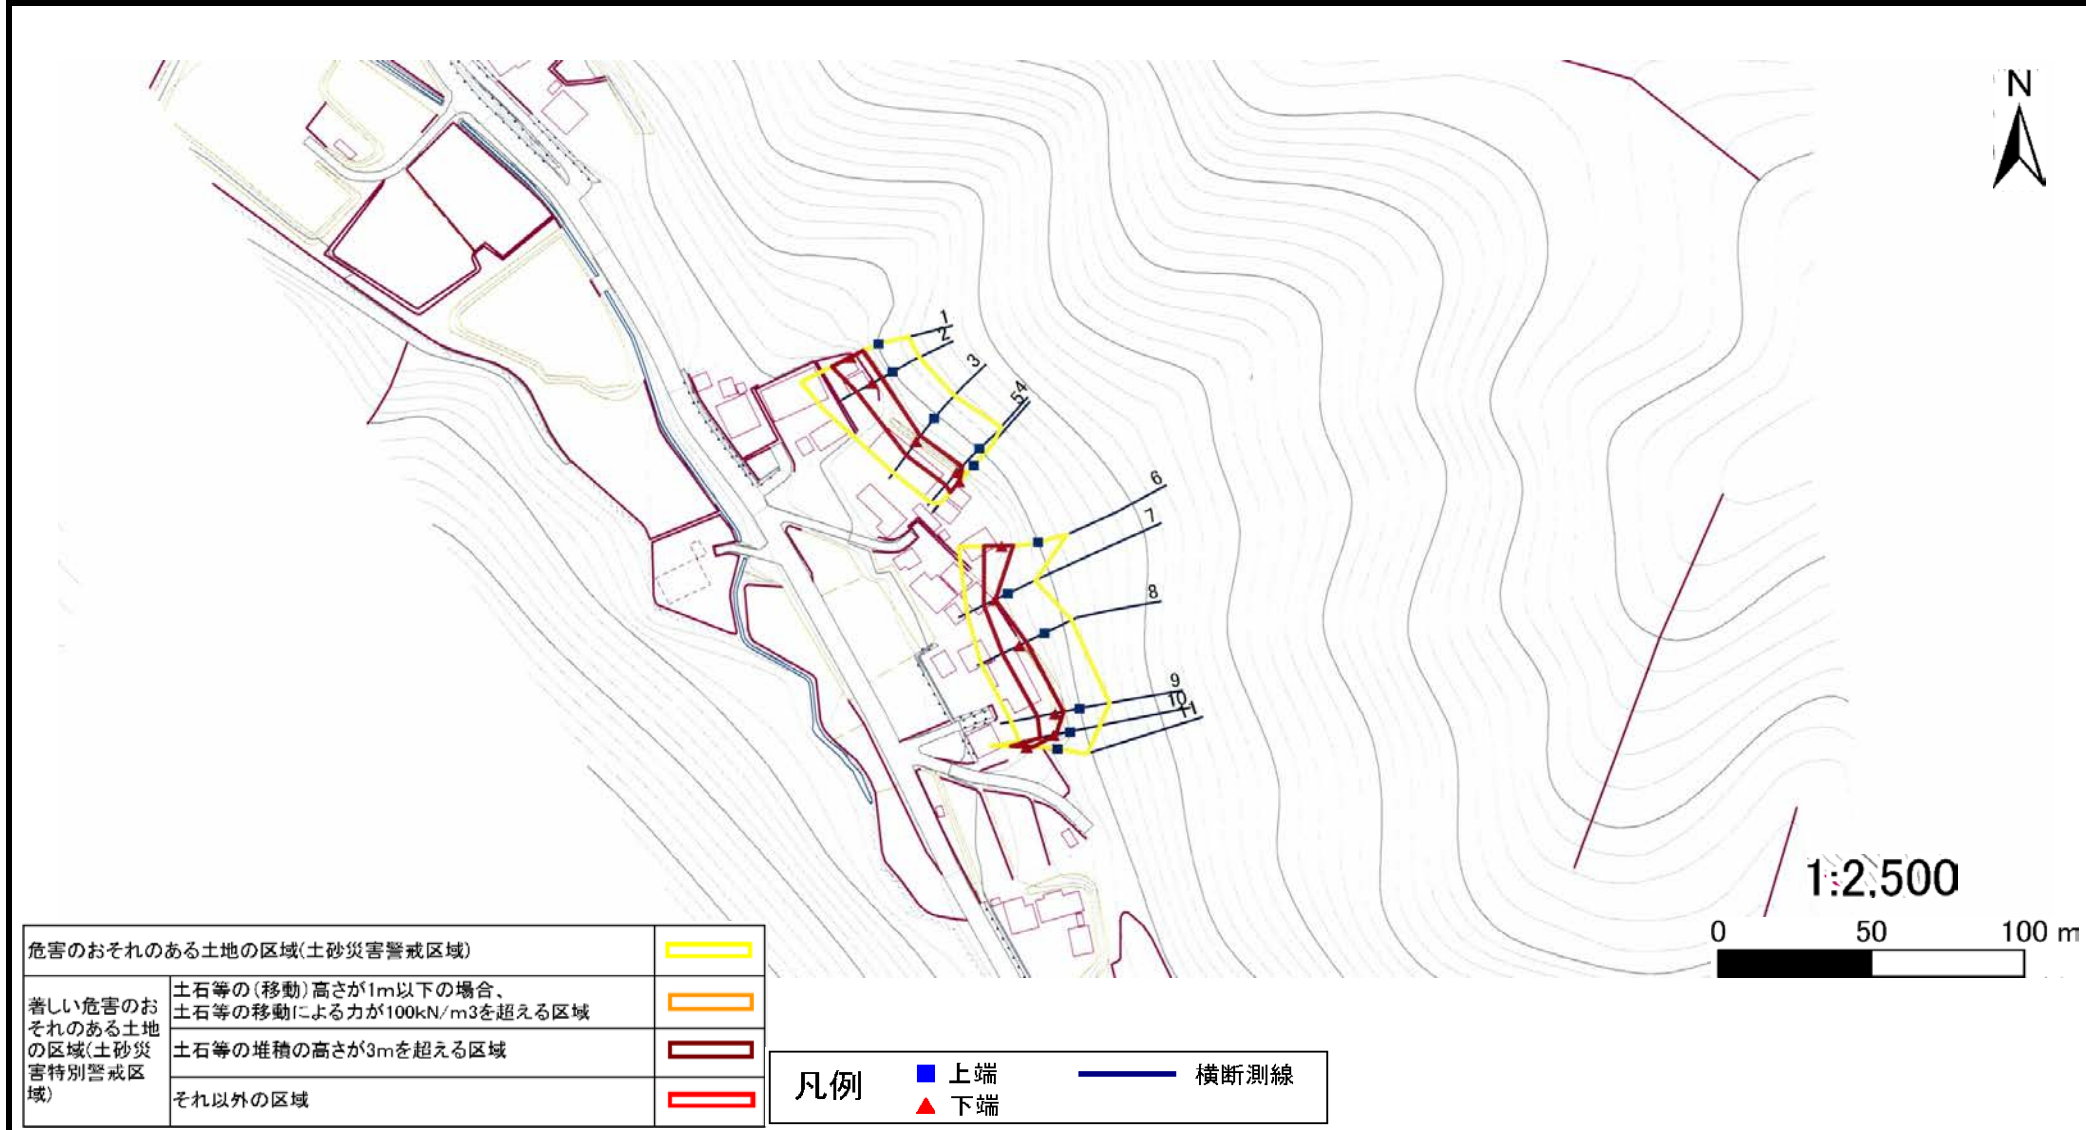 N
1
2
3
4
5
6
7
8
9
10
11
1:2,500
0 50 100 m
危害のおそれのある土地の区域(土砂災害警戒区域)
著しい危害のお
それのある土地
の区域(土砂災
害特別警戒区
域)
土石等の(移動)高さが1m以下の場合、
土石等の移動による力が100kN/m3を超える区域
土石等の堆積の高さが3mを超える区域
それ以外の区域
凡例
上端
下端
横断測線